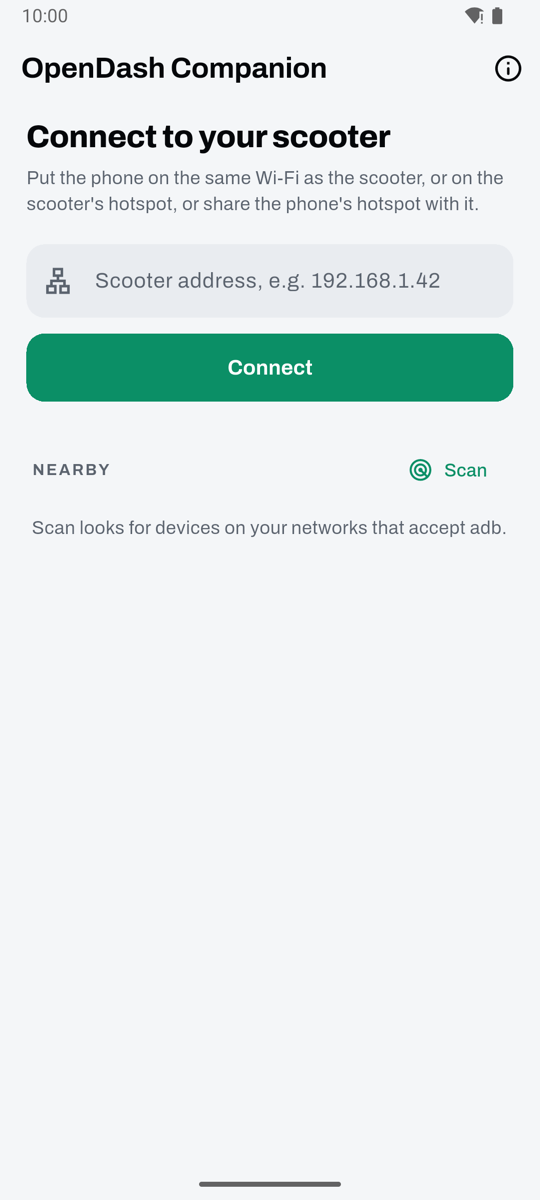 10:00
OpenDash Companion
Connect to your scooter
Put the phone on the same Wi-Fi as the scooter, or on the
scooter's hotspot, or share the phone's hotspot with it.
Scooter address, e.g. 192.168.1.42
Connect
NEARBY
Scan
Scan looks for devices on your networks that accept adb.